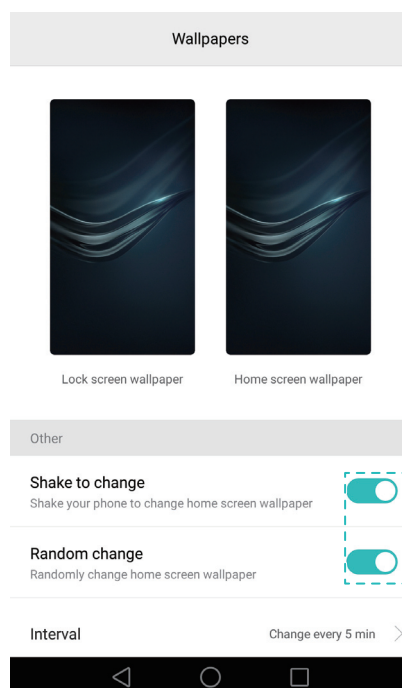 Wallpapers
Lock screen wallpaper
Home screen wallpaper
Other
Shake to change
Shake your phone to change home screen wallpaper
Random change
Randomly change home screen wallpaper
Interval
Change every 5 min